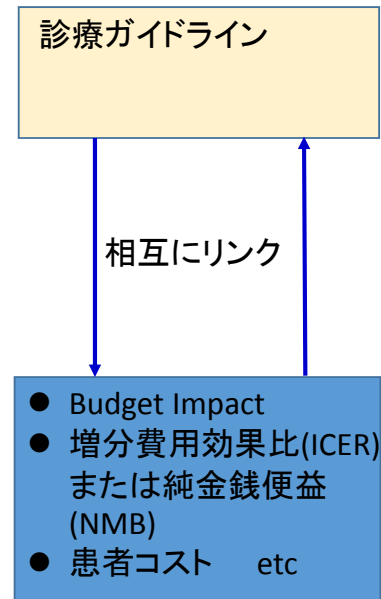 診療ガイドライン
相互にリンク
● Budget Impact
● 増分費用効果比(ICER)
または純金銭便益
(NMB)
● 患者コスト etc